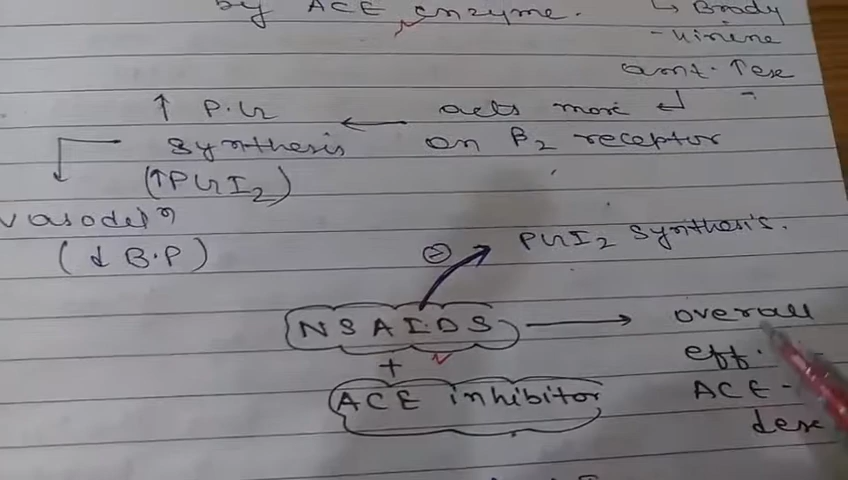 by ACE enzyme.
↳ Brady
- kinine
amt. ↑ese
↑ P.G ← acts more ↵
synthesis on β2 receptor
(↑PGI2)
vasodelⁿ
(↓ B.P)
⊖ PGI2 synthesis.
NSAIDS → overall
+ eff.
ACE inhibitor ACE-
dese